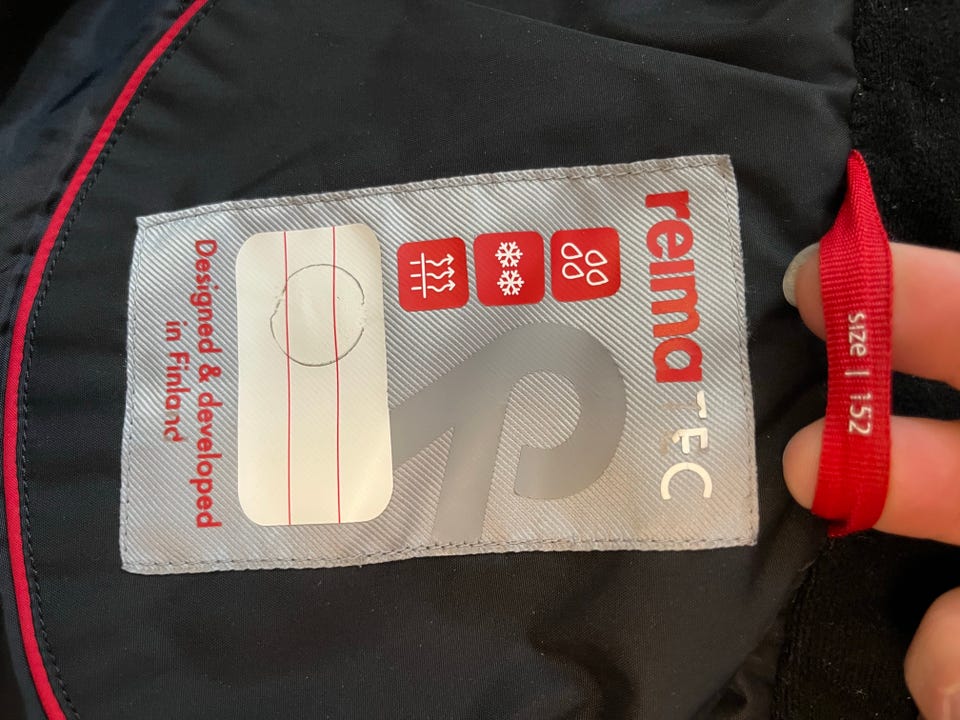 size | 152
reima TEC
Designed & developed
in Finland